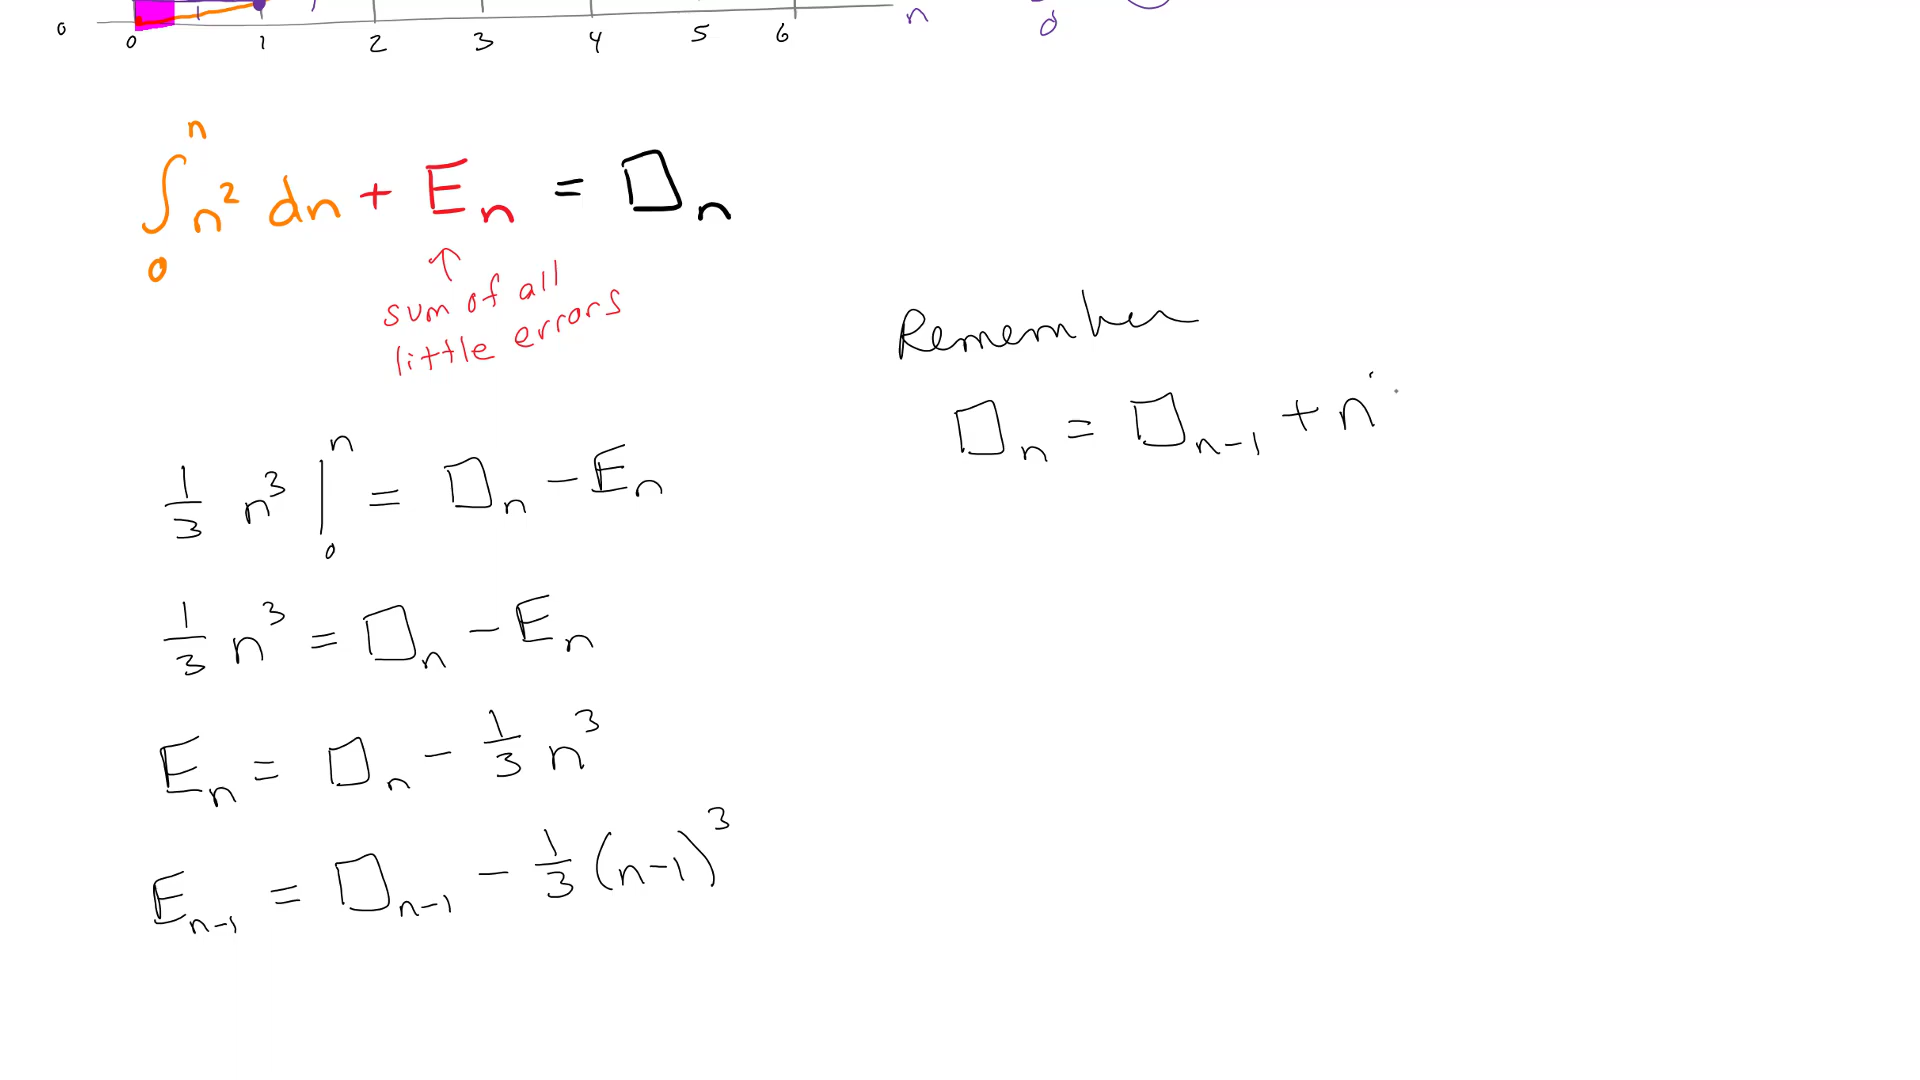 0 0 1 2 3 4 5 6 n
∫₀ⁿ n² dn + Eₙ = □ₙ
↑
sum of all
little errors
1/3 n³ |₀ⁿ = □ₙ − Eₙ
1/3 n³ = □ₙ − Eₙ
Eₙ = □ₙ − 1/3 n³
Eₙ₋₁ = □ₙ₋₁ − 1/3 (n−1)³
Remember
□ₙ = □ₙ₋₁ + n